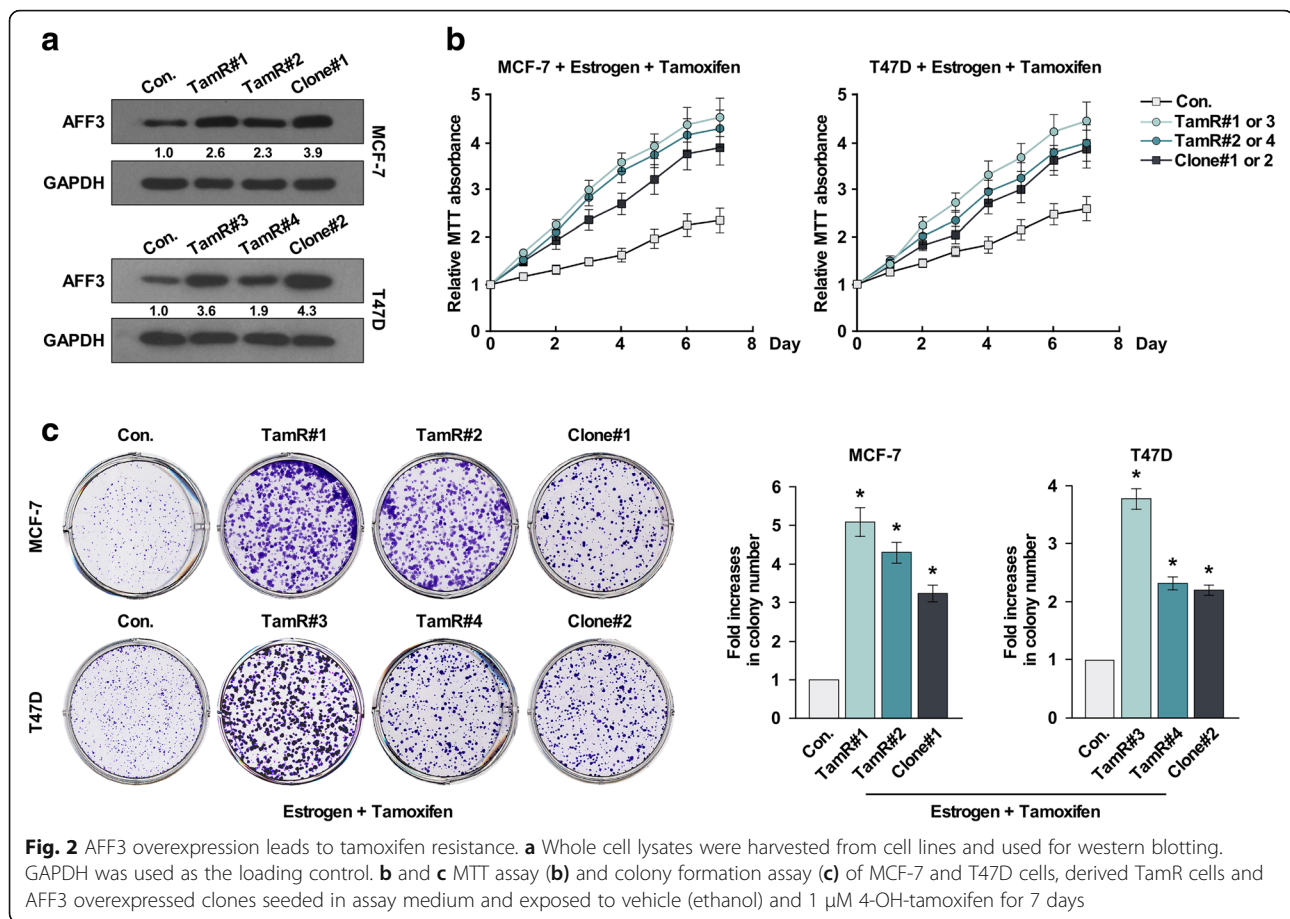 a
Con. TamR#1 TamR#2 Clone#1
AFF3
1.0 2.6 2.3 3.9
GAPDH
MCF-7
Con. TamR#3 TamR#4 Clone#2
AFF3
1.0 3.6 1.9 4.3
GAPDH
T47D
b
MCF-7 + Estrogen + Tamoxifen
Relative MTT absorbance
5
4
3
2
1
0
0 2 4 6 8 Day
T47D + Estrogen + Tamoxifen
Relative MTT absorbance
5
4
3
2
1
0
0 2 4 6 8 Day
Con.
TamR#1 or 3
TamR#2 or 4
Clone#1 or 2
c
Con. TamR#1 TamR#2 Clone#1
MCF-7
Con. TamR#3 TamR#4 Clone#2
T47D
Estrogen + Tamoxifen
MCF-7
Fold increases
in colony number
6
5
4
3
2
1
0
* * *
Con. TamR#1 TamR#2 Clone#1
T47D
Fold increases
in colony number
4
3
2
1
0
* * *
Con. TamR#3 TamR#4 Clone#2
Estrogen + Tamoxifen
Fig. 2 AFF3 overexpression leads to tamoxifen resistance. a Whole cell lysates were harvested from cell lines and used for western blotting.
GAPDH was used as the loading control. b and c MTT assay (b) and colony formation assay (c) of MCF-7 and T47D cells, derived TamR cells and
AFF3 overexpressed clones seeded in assay medium and exposed to vehicle (ethanol) and 1 μM 4-OH-tamoxifen for 7 days